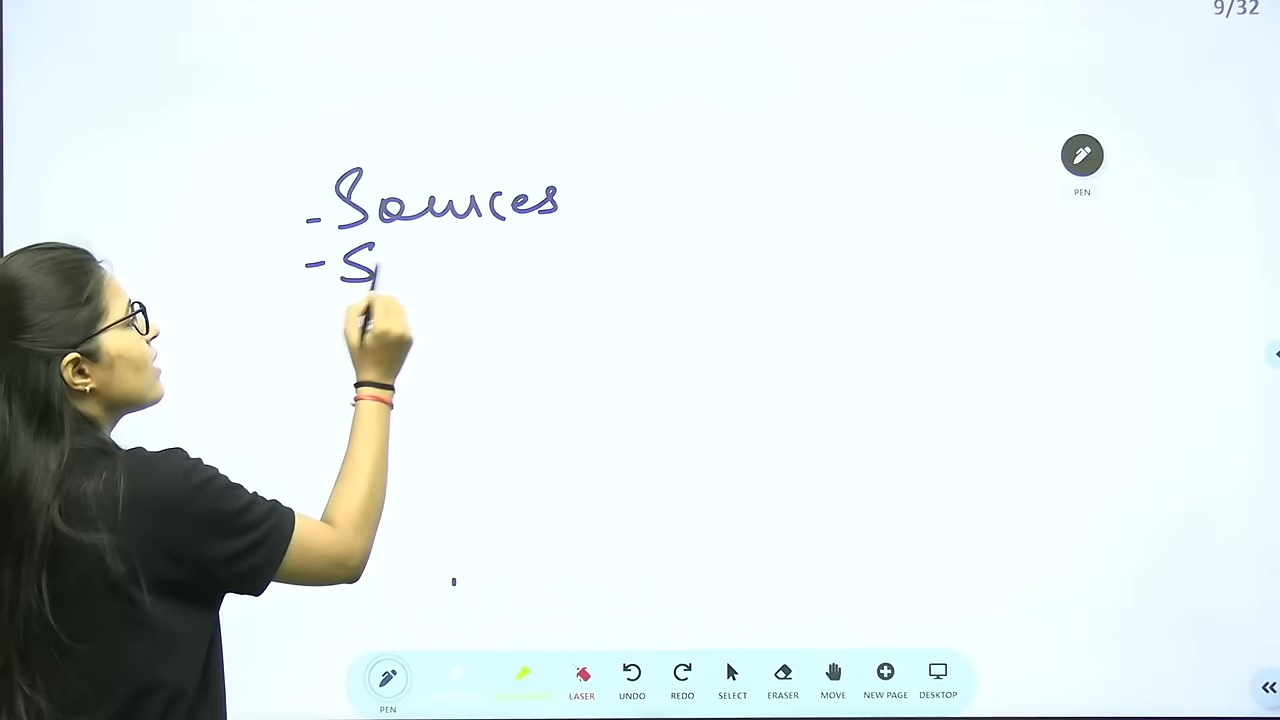 9/32
PEN
- Sources
- S
PEN
LASER
UNDO
REDO
SELECT
ERASER
MOVE
NEW PAGE
DESKTOP